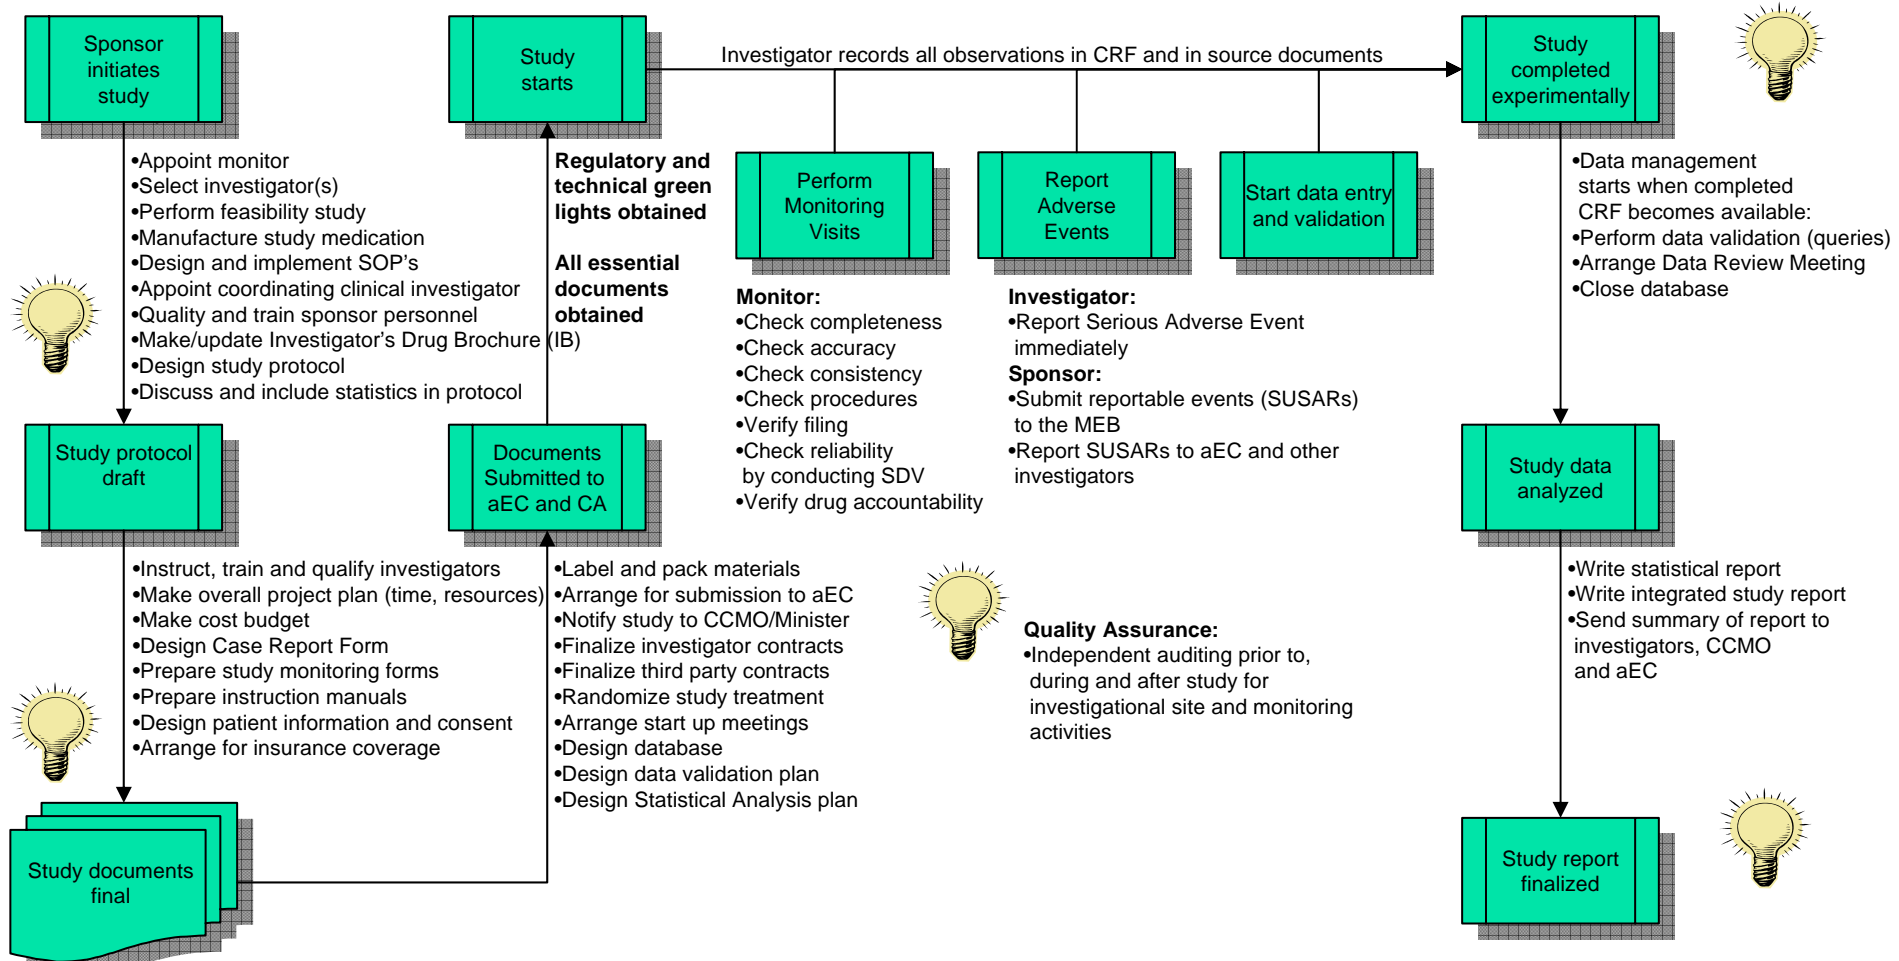 Sponsor
initiates
study
•Appoint monitor
•Select investigator(s)
•Perform feasibility study
•Manufacture study medication
•Design and implement SOP's
•Appoint coordinating clinical investigator
•Quality and train sponsor personnel
•Make/update Investigator's Drug Brochure (IB)
•Design study protocol
•Discuss and include statistics in protocol
Study protocol
draft
•Instruct, train and qualify investigators
•Make overall project plan (time, resources)
•Make cost budget
•Design Case Report Form
•Prepare study monitoring forms
•Prepare instruction manuals
•Design patient information and consent
•Arrange for insurance coverage
Study documents
final
•Label and pack materials
•Arrange for submission to aEC
•Notify study to CCMO/Minister
•Finalize investigator contracts
•Finalize third party contracts
•Randomize study treatment
•Arrange start up meetings
•Design database
•Design data validation plan
•Design Statistical Analysis plan
Documents
Submitted to
aEC and CA
Regulatory and
technical green
lights obtained
All essential
documents
obtained
Study
starts
Investigator records all observations in CRF and in source documents
Perform
Monitoring
Visits
Monitor:
•Check completeness
•Check accuracy
•Check consistency
•Check procedures
•Verify filing
•Check reliability
by conducting SDV
•Verify drug accountability
Report
Adverse
Events
Investigator:
•Report Serious Adverse Event
immediately
Sponsor:
•Submit reportable events (SUSARs)
to the MEB
•Report SUSARs to aEC and other
investigators
Start data entry
and validation
Quality Assurance:
•Independent auditing prior to,
during and after study for
investigational site and monitoring
activities
Study
completed
experimentally
•Data management
starts when completed
CRF becomes available:
•Perform data validation (queries)
•Arrange Data Review Meeting
•Close database
Study data
analyzed
•Write statistical report
•Write integrated study report
•Send summary of report to
investigators, CCMO
and aEC
Study report
finalized